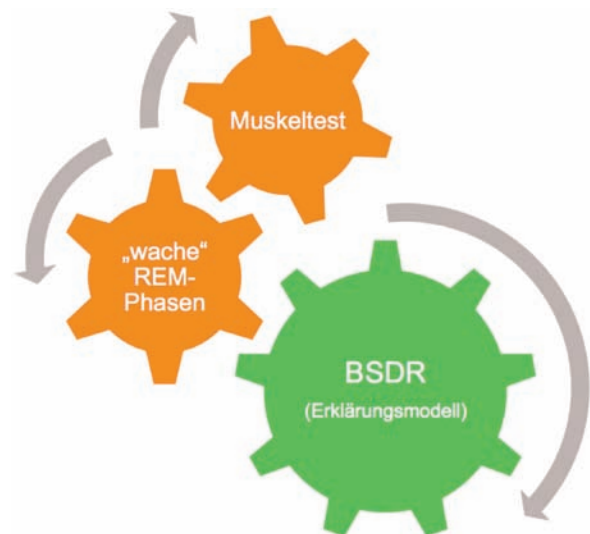 Muskeltest
„wache“
REM-
Phasen
BSDR
(Erklärungsmodell)